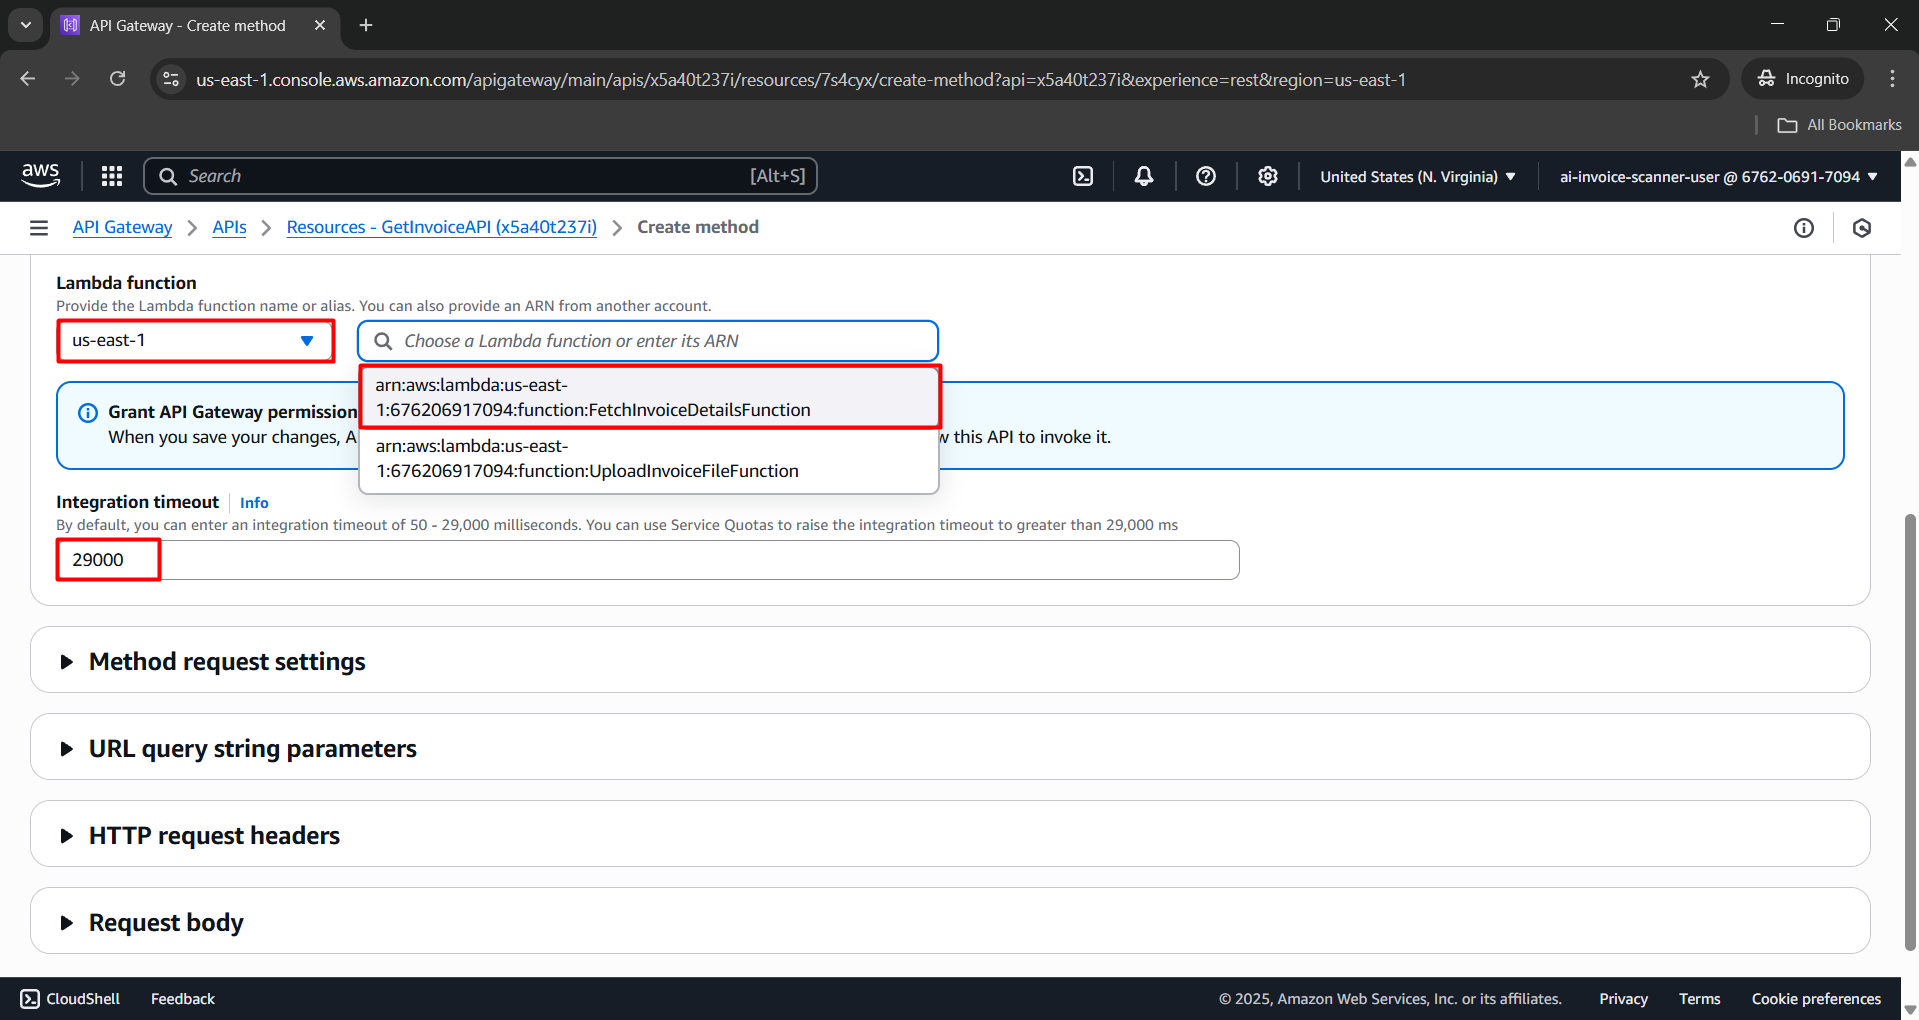 API Gateway - Create method
us-east-1.console.aws.amazon.com/apigateway/main/apis/x5a40t237i/resources/7s4cyx/create-method?api=x5a40t237i&experience=rest&region=us-east-1
Incognito
All Bookmarks
aws
Search
[Alt+S]
United States (N. Virginia)
ai-invoice-scanner-user @ 6762-0691-7094
API Gateway
APIs
Resources - GetInvoiceAPI (x5a40t237i)
Create method
Lambda function
Provide the Lambda function name or alias. You can also provide an ARN from another account.
us-east-1
Choose a Lambda function or enter its ARN
arn:aws:lambda:us-east-
1:676206917094:function:FetchInvoiceDetailsFunction
arn:aws:lambda:us-east-
1:676206917094:function:UploadInvoiceFileFunction
Grant API Gateway permission
When you save your changes, A
w this API to invoke it.
Integration timeout
Info
By default, you can enter an integration timeout of 50 - 29,000 milliseconds. You can use Service Quotas to raise the integration timeout to greater than 29,000 ms
29000
Method request settings
URL query string parameters
HTTP request headers
Request body
CloudShell
Feedback
© 2025, Amazon Web Services, Inc. or its affiliates.
Privacy
Terms
Cookie preferences